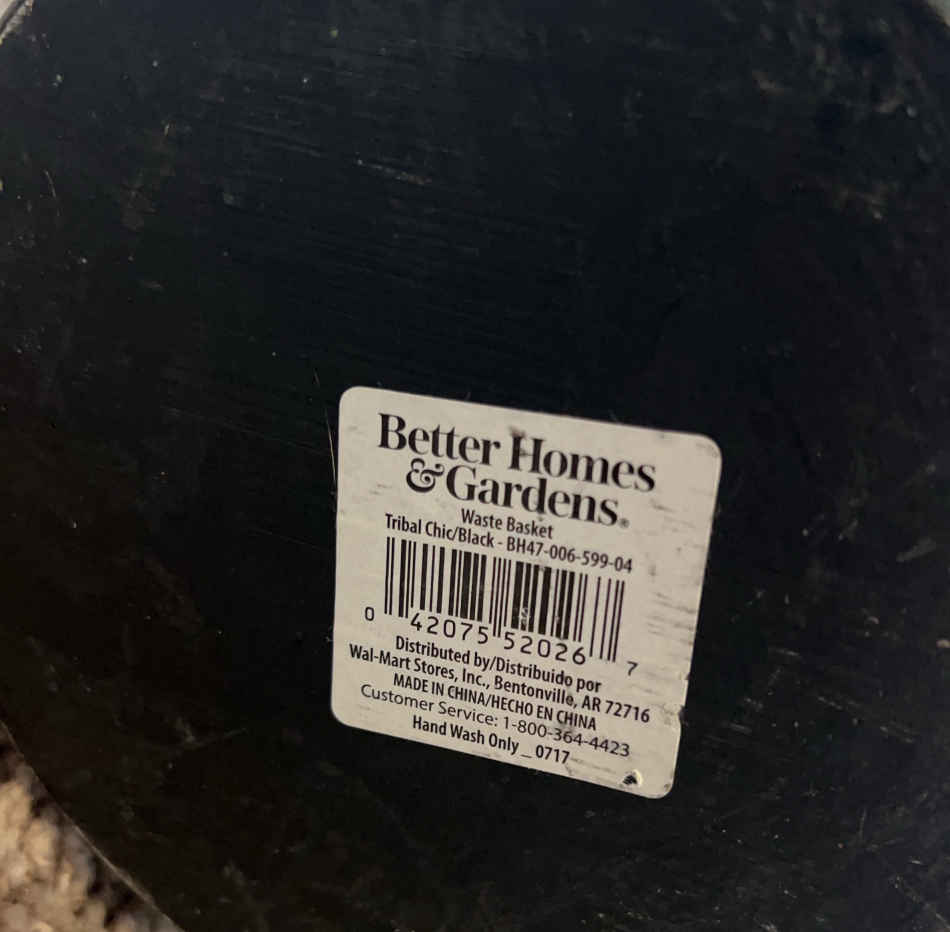 Better Homes
&Gardens®
Waste Basket
Tribal Chic/Black - BH47-006-599-04
0 42075 52026 7
Distributed by/Distribuido por
Wal-Mart Stores, Inc., Bentonville, AR 72716
MADE IN CHINA/HECHO EN CHINA
Customer Service: 1-800-364-4423
Hand Wash Only _ 0717